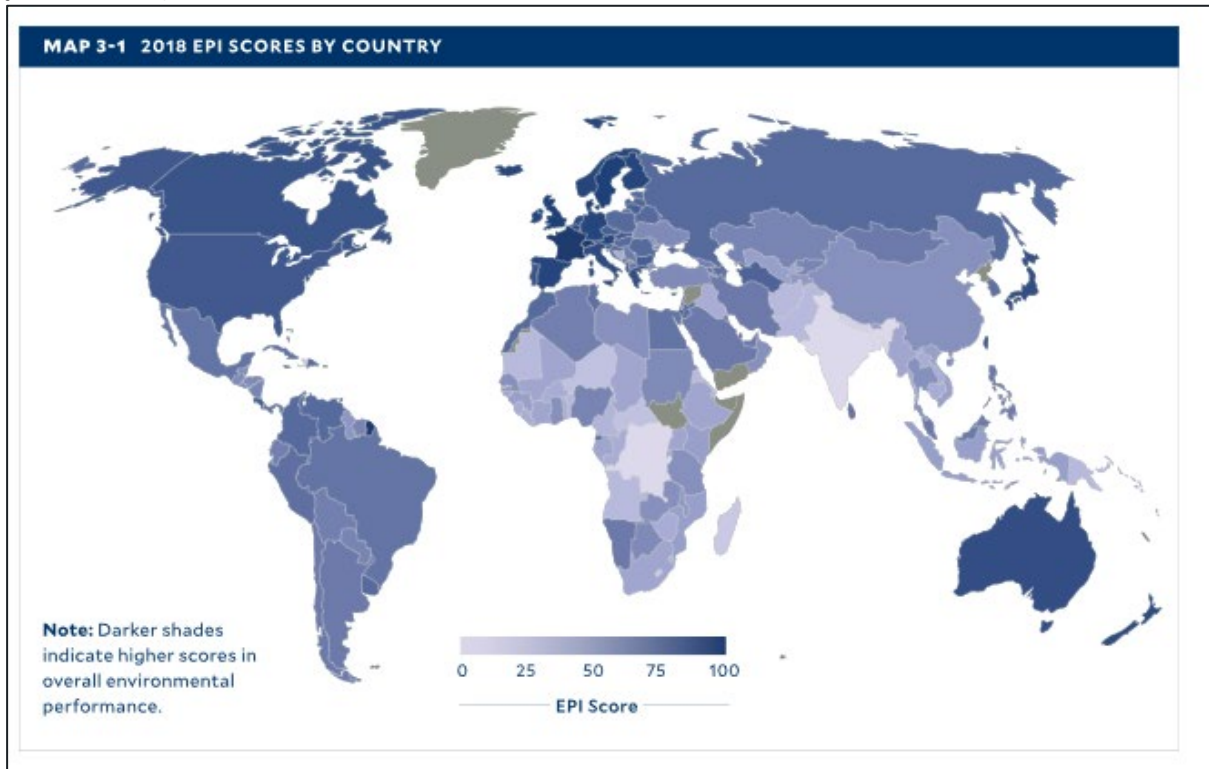 MAP 3-1 2018 EPI SCORES BY COUNTRY
Note: Darker shades
indicate higher scores in
overall environmental
performance.
0 25 50 75 100
EPI Score